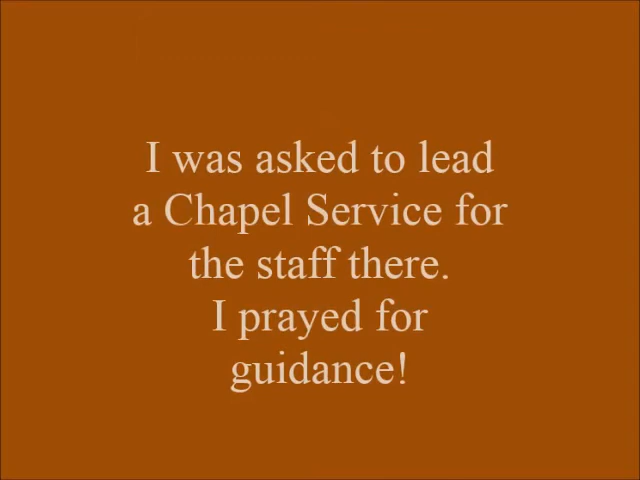 I was asked to lead
a Chapel Service for
the staff there.
I prayed for
guidance!